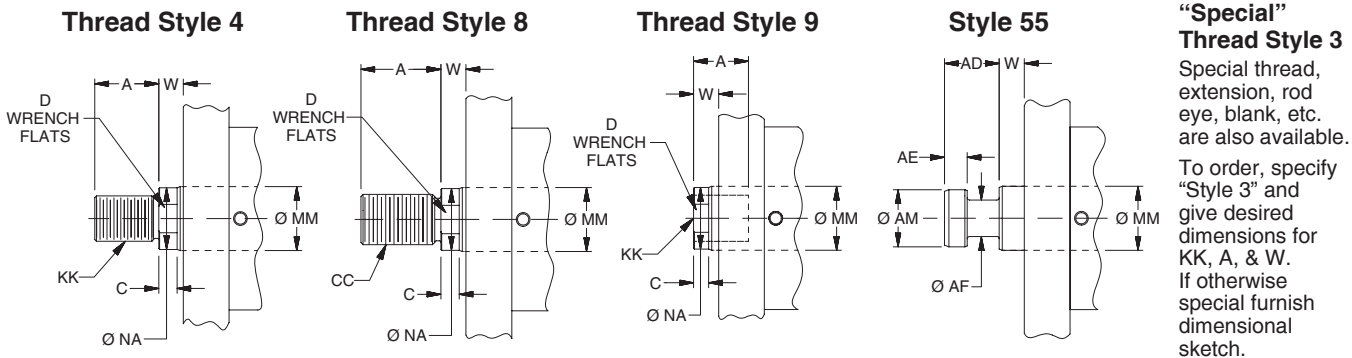 Thread Style 4
A
W
D
WRENCH
FLATS
Ø MM
KK
C
Ø NA
Thread Style 8
A
W
D
WRENCH
FLATS
Ø MM
CC
C
Ø NA
Thread Style 9
A
W
D
WRENCH
FLATS
Ø MM
KK
C
Ø NA
Style 55
AD
W
AE
Ø AM
Ø MM
Ø AF
“Special”
Thread Style 3
Special thread,
extension, rod
eye, blank, etc.
are also available.
To order, specify
“Style 3” and
give desired
dimensions for
KK, A, & W.
If otherwise
special furnish
dimensional
sketch.